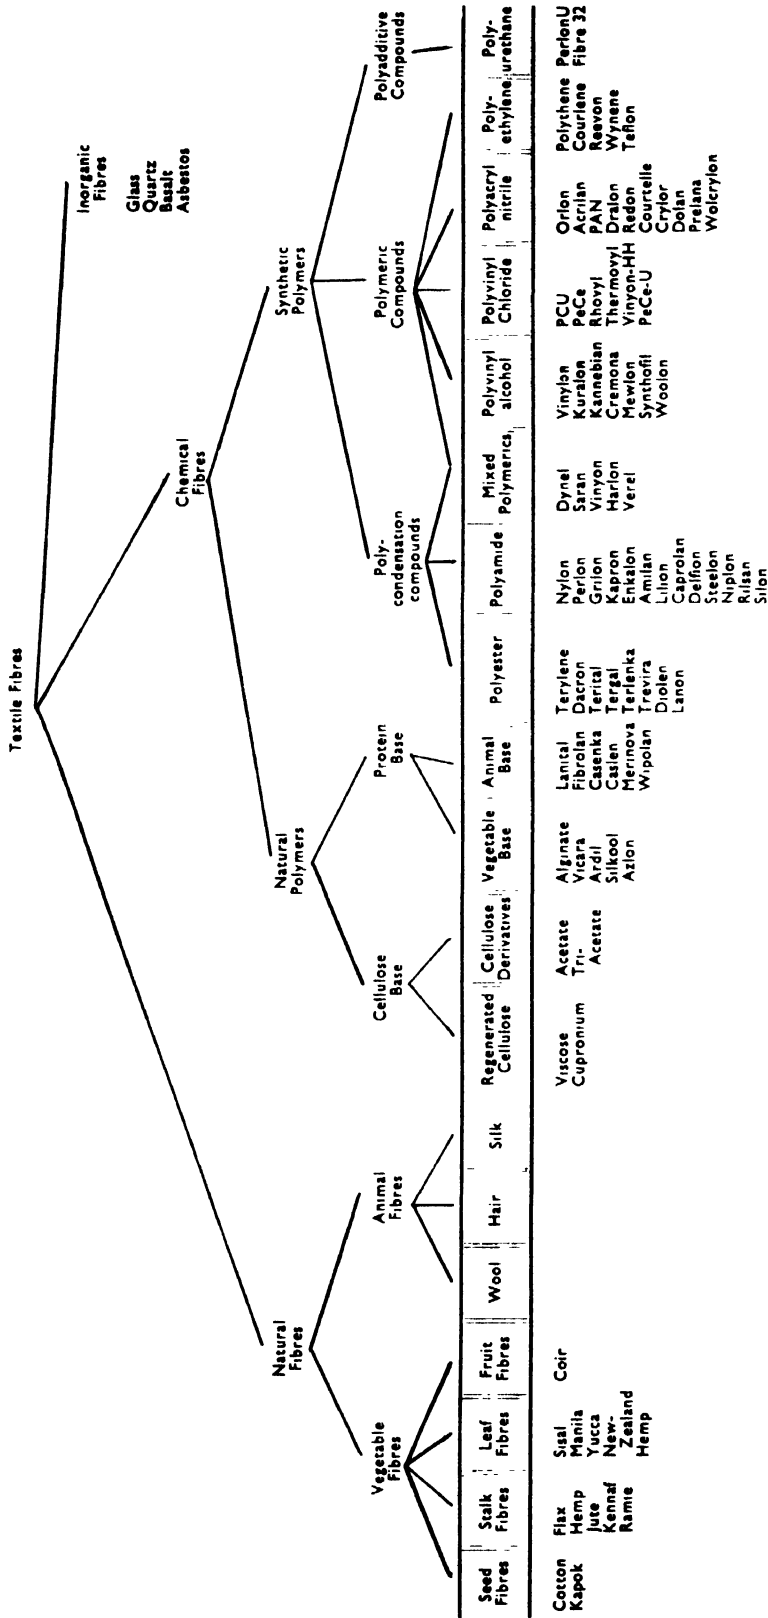 Textile Fibres
Inorganic
Fibres
Glass
Quartz
Basalt
Asbestos
Chemical
Fibres
Natural
Fibres
Natural
Polymers
Synthetic
Polymers
Vegetable
Fibres
Animal
Fibres
Cellulose
Base
Protein
Base
Poly-
condensation
compounds
Polymeric
Compounds
Polyadditive
Compounds
Seed
Fibres
Stalk
Fibres
Leaf
Fibres
Fruit
Fibres
Wool
Hair
Silk
Regenerated
Cellulose
Cellulose
Derivatives
Vegetable
Base
Animal
Base
Polyester
Polyamide
Mixed
Polymerics
Polyvinyl
alcohol
Polyvinyl
Chloride
Polyacryl
nitrile
Poly-
ethylene
Poly-
urethane
Cotton
Kapok
Flax
Hemp
Jute
Kennaf
Ramie
Sisal
Manila
Yucca
New-
Zealand
Hemp
Coir
Viscose
Cupronium
Acetate
Tri-
Acetate
Alginate
Vicara
Ardil
Silkool
Azlon
Lanital
Fibrolan
Casenka
Caslen
Merinova
Wipolan
Terylene
Dacron
Terital
Tergal
Terlenka
Trevira
Diolen
Lanon
Nylon
Perlon
Grilon
Kapron
Enkalon
Amilan
Lilion
Caprolan
Delfion
Steelon
Niplon
Rilsan
Silon
Dynel
Saran
Vinyon
Harlon
Verel
Vinylon
Kuralon
Kannebian
Cremona
Mewlon
Synthofil
Woolon
PCU
PeCe
Rhovyl
Thermovyl
Vinyon-HH
PeCe-U
Orlon
Acrilan
PAN
Dralon
Redon
Courtelle
Crylor
Dolan
Prelana
Wolcrylon
Polythene
Courlene
Reevon
Wynene
Teflon
PerlonU
Fibre 32